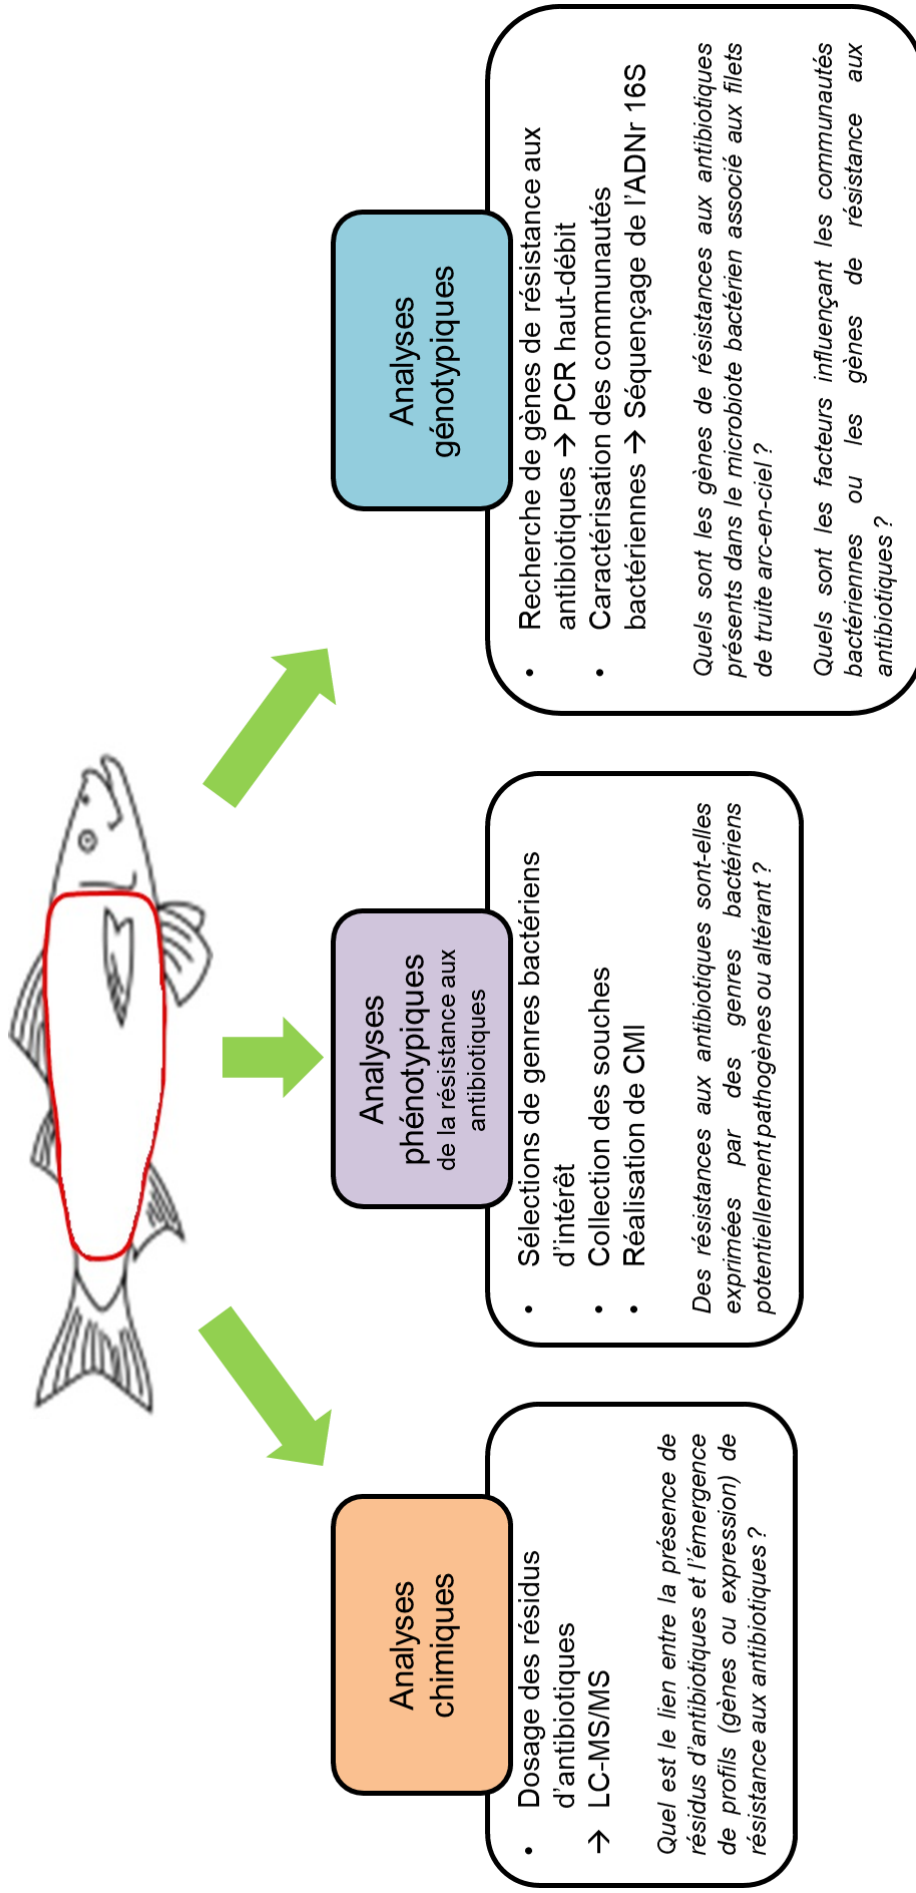 Analyses
chimiques
• Dosage des résidus
d'antibiotiques
→ LC-MS/MS
Quel est le lien entre la présence de
résidus d'antibiotiques et l'émergence
de profils (gènes ou expression) de
résistance aux antibiotiques ?
Analyses
phénotypiques
de la résistance aux
antibiotiques
• Sélections de genres bactériens
d'intérêt
• Collection des souches
• Réalisation de CMI
Des résistances aux antibiotiques sont-elles
exprimées par des genres bactériens
potentiellement pathogènes ou altérant ?
Analyses
génotypiques
• Recherche de gènes de résistance aux
antibiotiques → PCR haut-débit
• Caractérisation des communautés
bactériennes → Séquençage de l'ADNr 16S
Quels sont les gènes de résistances aux antibiotiques
présents dans le microbiote bactérien associé aux filets
de truite arc-en-ciel ?
Quels sont les facteurs influençant les communautés
bactériennes ou les gènes de résistance aux
antibiotiques ?